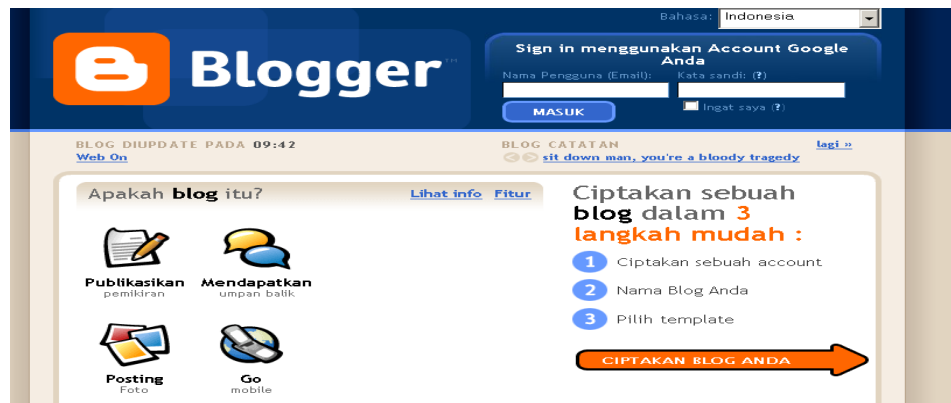 Bahasa: Indonesia
Blogger™
Sign in menggunakan Account Google
Anda
Nama Pengguna (Email): Kata sandi: (?)
MASUK Ingat saya (?)
BLOG DIUPDATE PADA 09:42
Web On
BLOG CATATAN lagi »
sit down man, you're a bloody tragedy
Apakah blog itu? Lihat info Fitur
Publikasikan
pemikiran
Mendapatkan
umpan balik
Posting
Foto
Go
mobile
Ciptakan sebuah
blog dalam 3
langkah mudah :
1 Ciptakan sebuah account
2 Nama Blog Anda
3 Pilih template
CIPTAKAN BLOG ANDA